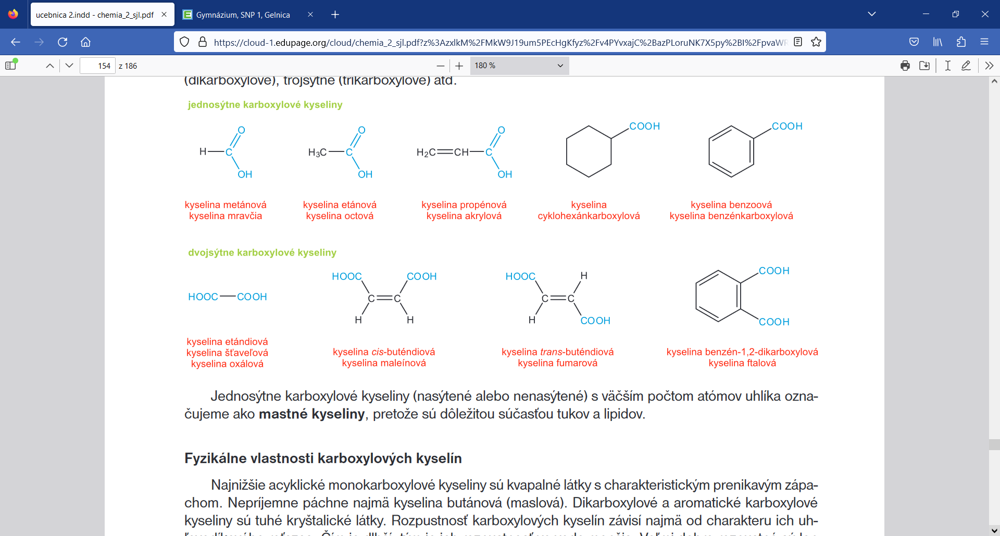 ucebnica 2.indd - chemia_2_sjl.pdf
Gymnázium, SNP 1, Gelnica
https://cloud-1.edupage.org/cloud/chemia_2_sjl.pdf?z%3AzxlkM%2FMkW9J19um5PEcHgKfyz%2Fv4PYvxajC%2BazPLoruNK7X5py%2BI%2FpvaWR
154 z 186
180 %
(dikarboxylové), trojsýtne (trikarboxylové) atď.
jednosýtne karboxylové kyseliny
H C O OH
H3C C O OH
H2C CH C O OH
COOH
COOH
kyselina metánová
kyselina mravčia
kyselina etánová
kyselina octová
kyselina propénová
kyselina akrylová
kyselina
cyklohexánkarboxylová
kyselina benzoová
kyselina benzénkarboxylová
dvojsýtne karboxylové kyseliny
HOOC COOH
HOOC COOH
C C
H H
HOOC H
C C
H COOH
COOH
COOH
kyselina etándiová
kyselina šťaveľová
kyselina oxálová
kyselina cis-buténdiová
kyselina maleínová
kyselina trans-buténdiová
kyselina fumarová
kyselina benzén-1,2-dikarboxylová
kyselina ftalová
Jednosýtne karboxylové kyseliny (nasýtené alebo nenasýtené) s väčším počtom atómov uhlíka ozna-
čujeme ako mastné kyseliny, pretože sú dôležitou súčasťou tukov a lipidov.
Fyzikálne vlastnosti karboxylových kyselín
Najnižšie acyklické monokarboxylové kyseliny sú kvapalné látky s charakteristickým prenikavým zápa-
chom. Nepríjemne páchne najmä kyselina butánová (maslová). Dikarboxylové a aromatické karboxylové
kyseliny sú tuhé kryštalické látky. Rozpustnosť karboxylových kyselín závisí najmä od charakteru ich uh-